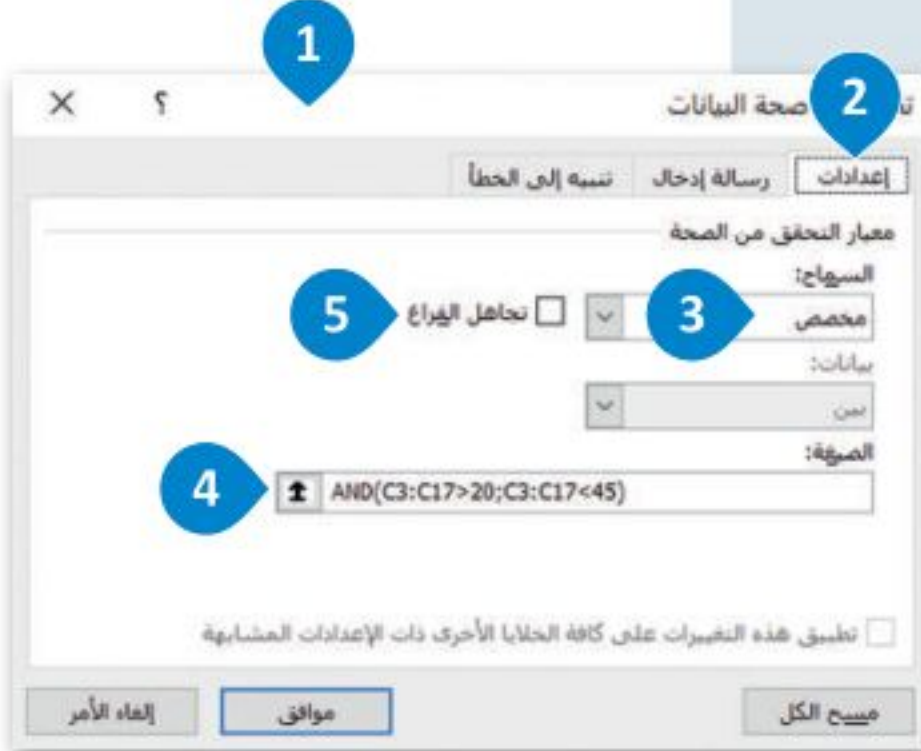 1
2
صحة البيانات ؟ ×
إعدادات رسالة إدخال تنبيه إلى الخطأ
معيار التحقق من الصحة
السماح:
مخصص 3 تجاهل الفراغ 5
بيانات:
بين
الصيغة:
AND(C3:C17>20;C3:C17<45) 4
تطبيق هذه التغييرات على كافة الخلايا الأخرى ذات الإعدادات المشابهة
مسح الكل موافق إلغاء الأمر